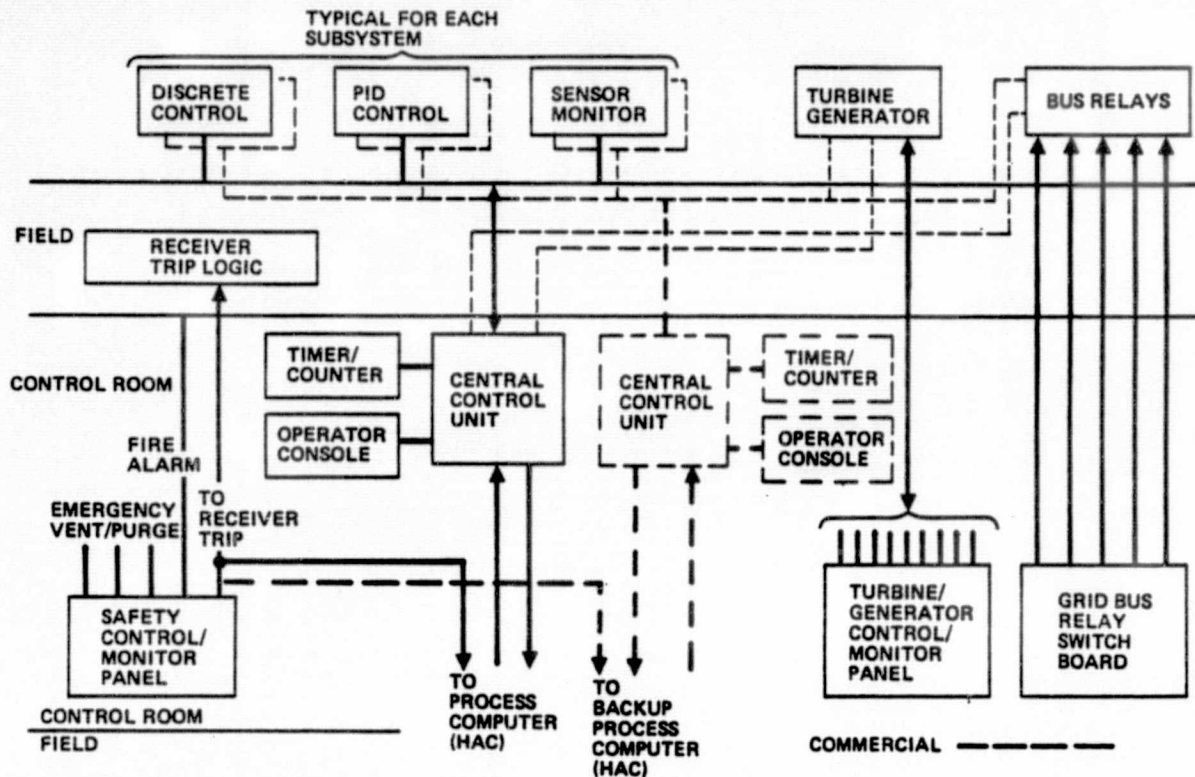 TYPICAL FOR EACH
SUBSYSTEM
DISCRETE
CONTROL
PID
CONTROL
SENSOR
MONITOR
TURBINE
GENERATOR
BUS RELAYS
FIELD
RECEIVER
TRIP LOGIC
CONTROL ROOM
TIMER/
COUNTER
OPERATOR
CONSOLE
CENTRAL
CONTROL
UNIT
CENTRAL
CONTROL
UNIT
TIMER/
COUNTER
OPERATOR
CONSOLE
FIRE
ALARM
EMERGENCY
VENT/PURGE
TO
RECEIVER
TRIP
SAFETY
CONTROL/
MONITOR
PANEL
TURBINE/
GENERATOR
CONTROL/
MONITOR
PANEL
GRID BUS
RELAY
SWITCH
BOARD
TO
PROCESS
COMPUTER
(HAC)
TO
BACKUP
PROCESS
COMPUTER
(HAC)
CONTROL ROOM
FIELD
COMMERCIAL